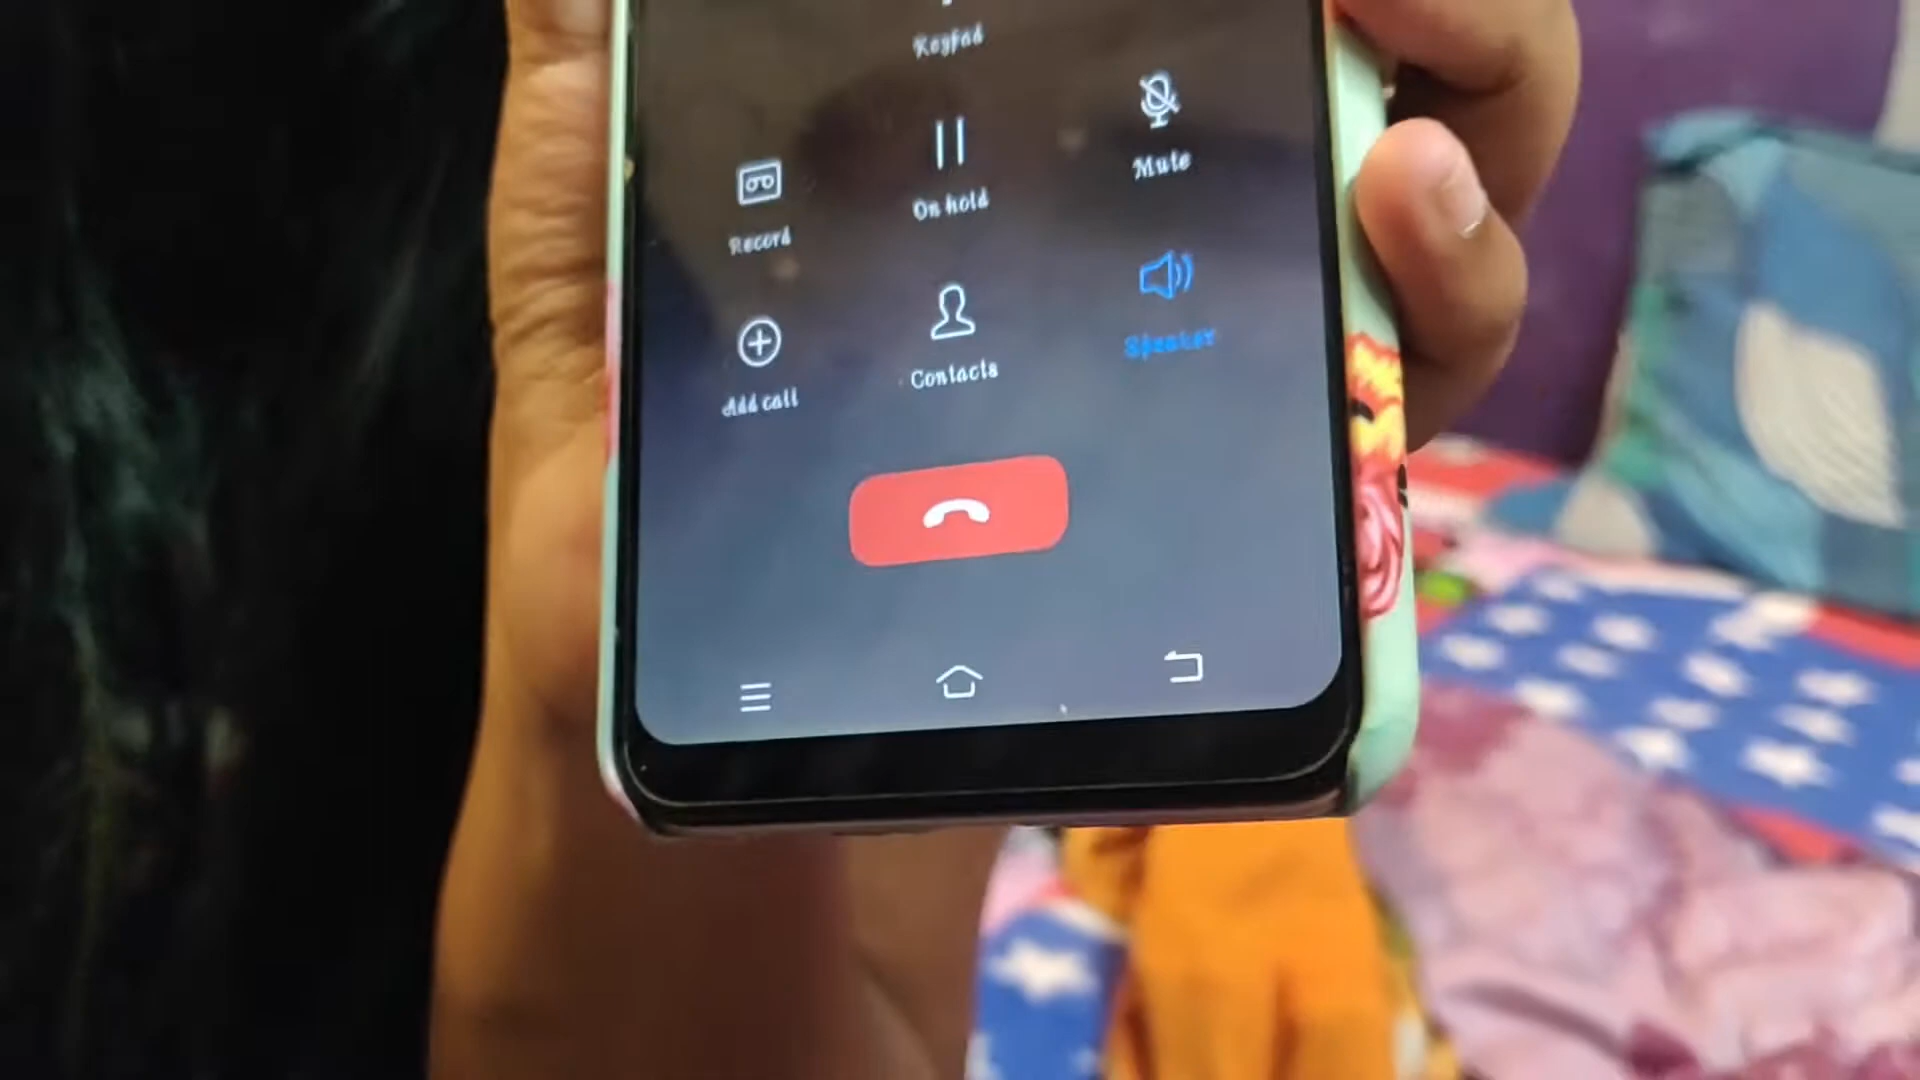 Keypad
Record
On hold
Mute
Add call
Contacts
Speaker